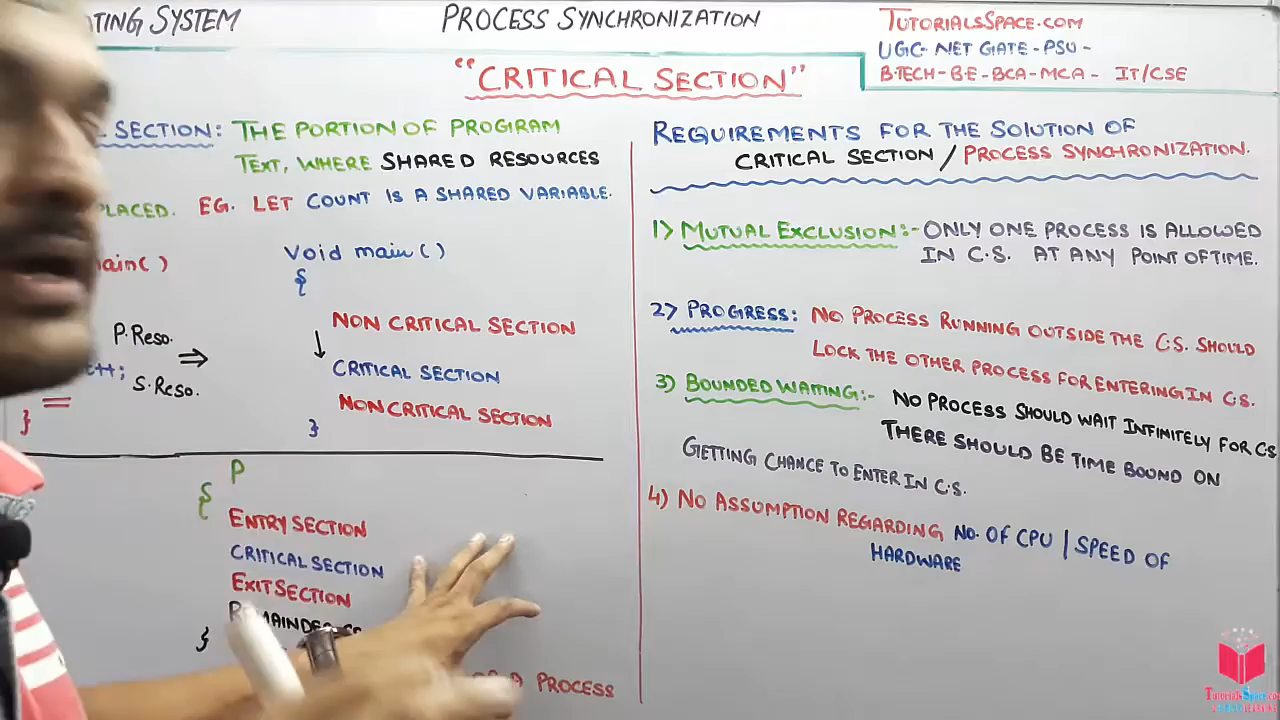 ATING SYSTEM
PROCESS SYNCHRONIZATION
TUTORIALSSPACE.COM
UGC-NET GATE-PSU-
B.TECH-B.E-BCA-MCA- IT/CSE
"CRITICAL SECTION"
SECTION: THE PORTION OF PROGIRAM
TEXT, WHERE SHARED RESOURCES
PLACED. EG. LET COUNT IS A SHARED VARIABLE.
main()
P.Reso.
⇒
++; S.Reso.
}
Void main()
{
NON CRITICAL SECTION
↓ CRITICAL SECTION
NON CRITICAL SECTION
}
P
{
ENTRY SECTION
CRITICAL SECTION
EXIT SECTION
}
A PROCESS
REQUIREMENTS FOR THE SOLUTION OF
CRITICAL SECTION / PROCESS SYNCHRONIZATION.
1) MUTUAL EXCLUSION:- ONLY ONE PROCESS IS ALLOWED
IN C.S. AT ANY POINT OF TIME.
2) PROGRESS: NO PROCESS RUNNING OUTSIDE THE C.S. SHOULD
LOCK THE OTHER PROCESS FOR ENTERING IN C.S.
3) BOUNDED WAITING:- NO PROCESS SHOULD WAIT INFINITELY FOR CS
THERE SHOULD BE TIME BOUND ON
GETTING CHANCE TO ENTER IN C.S.
4) NO ASSUMPTION REGARDING NO. OF CPU | SPEED OF
HARDWARE
TutorialsSpace.com